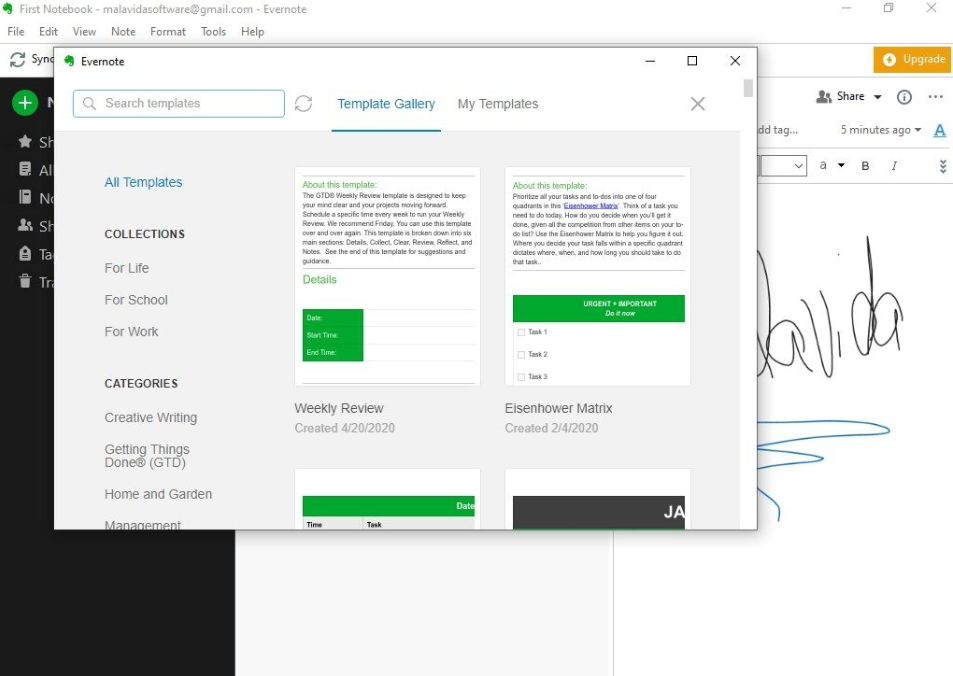 First Notebook - malavidasoftware@gmail.com - Evernote
File Edit View Note Format Tools Help
Upgrade
Evernote
Search templates
Template Gallery My Templates
Share
5 minutes ago
A
a B I
All Templates
COLLECTIONS
For Life
For School
For Work
CATEGORIES
Creative Writing
Getting Things
Done® (GTD)
Home and Garden
Management
About this template:
The GTD® Weekly Review template is designed to keep
your mind clear and your projects moving forward.
Schedule a specific time every week to run your Weekly
Review. We recommend Friday. You can use this template
over and over again. This template is broken down into six
main sections: Details, Collect, Clear, Review, Reflect, and
Notes. See the end of this template for suggestions and
guidance.
Details
Date:
Start Time:
End Time:
Weekly Review
Created 4/20/2020
About this template:
Prioritize all your tasks and to-dos into one of four
quadrants in this 'Eisenhower Matrix'. Think of a task you
need to do today. How do you decide when you'll get it
done, given all the competition from other items on your to-
do list? Use the Eisenhower Matrix to help you figure it out.
Where you decide your task falls within a specific quadrant
dictates where, when, and how long you should take to do
that task..
URGENT + IMPORTANT
Do it now
Task 1
Task 2
Task 3
Eisenhower Matrix
Created 2/4/2020
Date
Time Task
JA